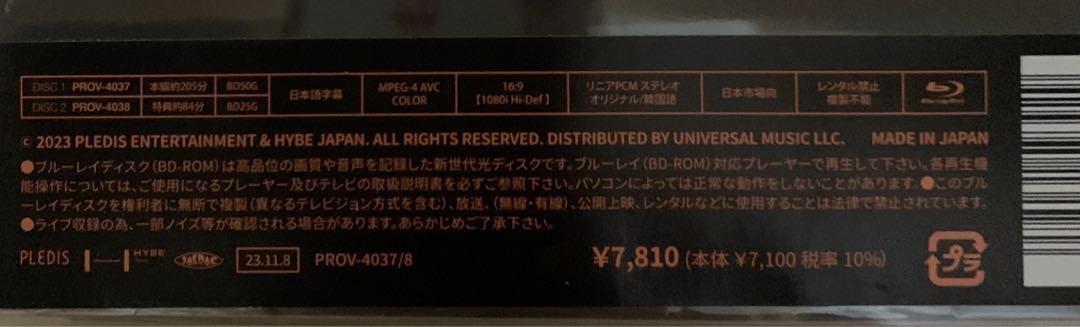 DISC 1 PROV-4037 本編約205分 BD50G 日本語字幕 MPEG-4 AVC COLOR 16:9 【1080i Hi-Def】 リニアPCM ステレオ オリジナル/韓国語 日本市場向 レンタル禁止 複製不能 Blu-ray Disc
DISC 2 PROV-4038 特典約84分 BD25G
© 2023 PLEDIS ENTERTAINMENT & HYBE JAPAN. ALL RIGHTS RESERVED. DISTRIBUTED BY UNIVERSAL MUSIC LLC. MADE IN JAPAN
●ブルーレイディスク(BD-ROM)は高品位の画質や音声を記録した新世代光ディスクです。ブルーレイ(BD-ROM)対応プレーヤーで再生して下さい。各再生機
能操作については、ご使用になるプレーヤー及びテレビの取扱説明書を必ずご参照下さい。パソコンによっては正常な動作をしないことがあります。●このブル
ーレイディスクを権利者に無断で複製(異なるテレビジョン方式を含む)、放送、(無線・有線)、公開上映、レンタルなどに使用することは法律で禁止されています。
●ライブ収録の為、一部ノイズ等が確認される場合があります。あらかじめご了承下さい。
PLEDIS HYBE 23.11.8 PROV-4037/8 ¥7,810 (本体 ¥7,100 税率 10%) プラ